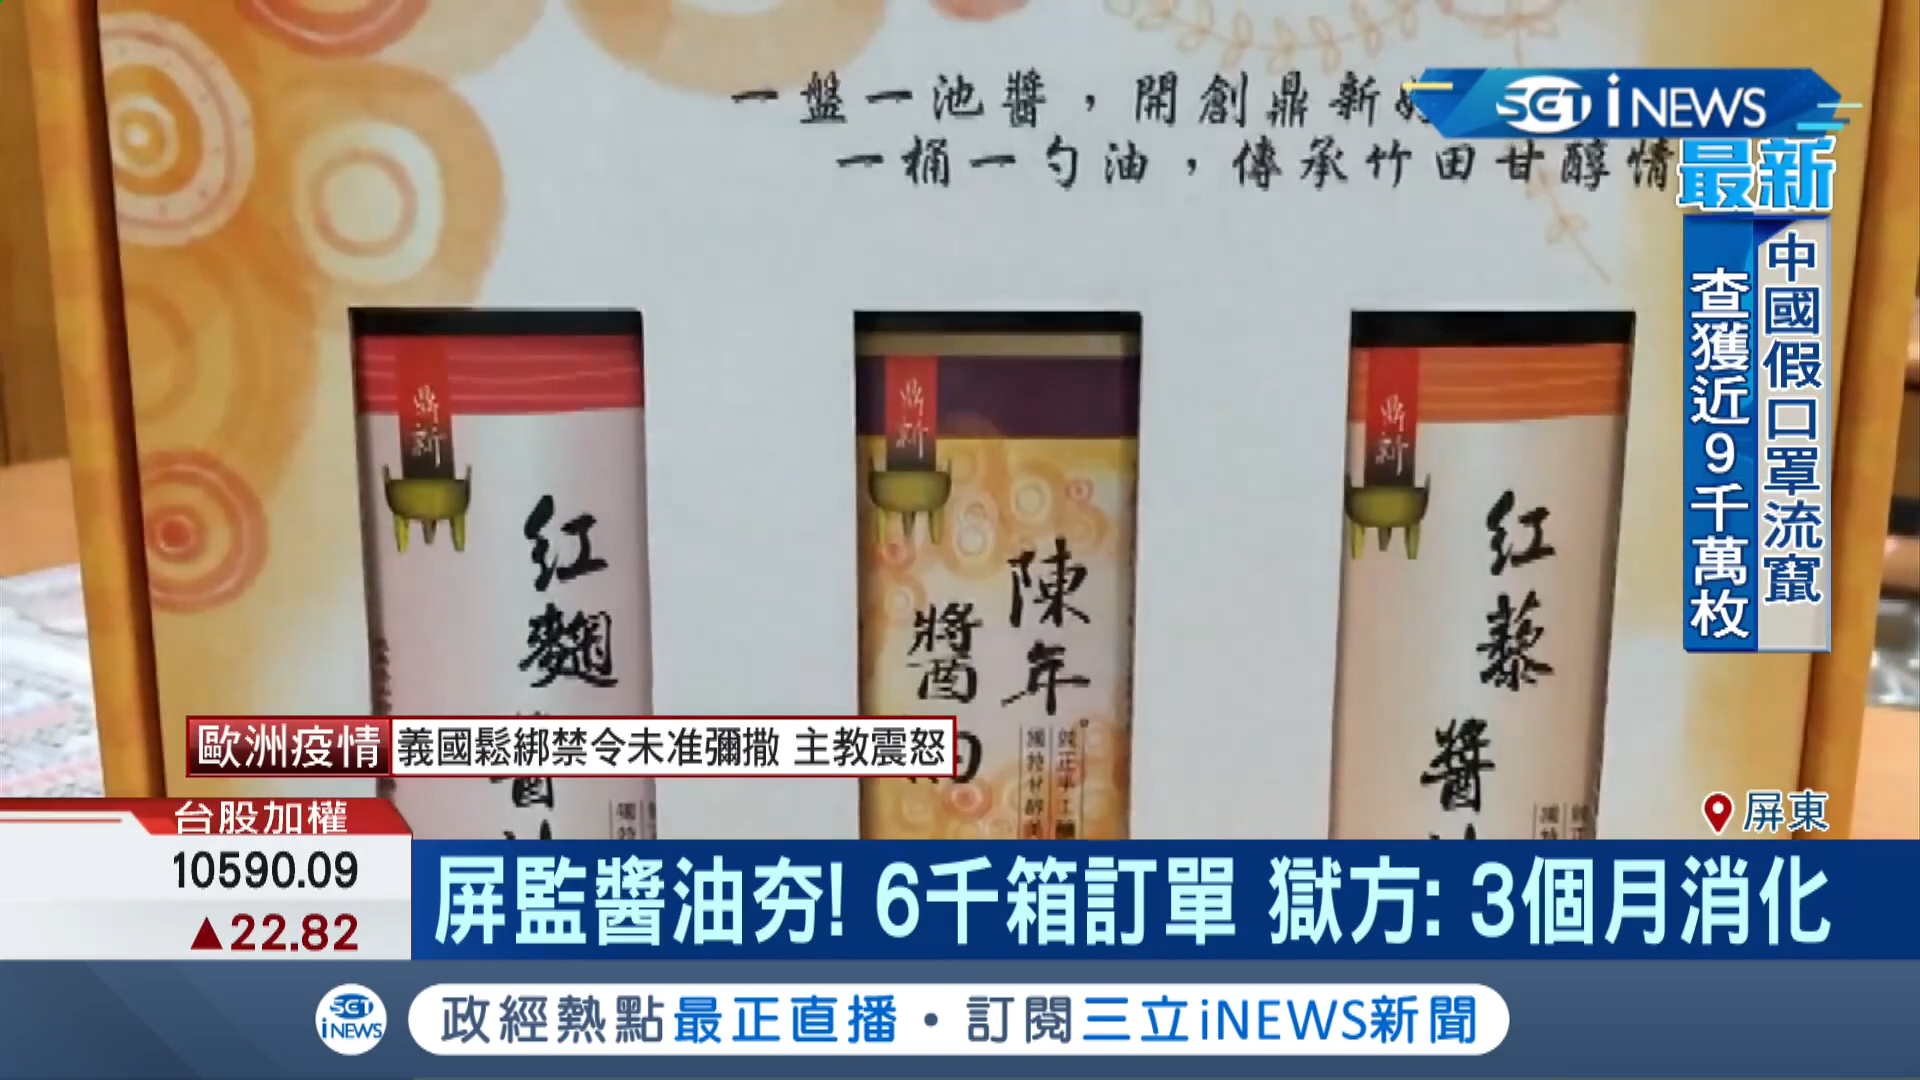 一盤一池醬，開創鼎新
一桶一勺油，傳承竹田甘醇情
SET iNEWS
最新
中國假口罩流竄
查獲近9千萬枚
鼎新
紅麴醬油
鼎新
陳年
醬油
鼎新
紅藜醬油
歐洲疫情 義國鬆綁禁令未准彌撒 主教震怒
屏東
台股加權
10590.09
▲22.82
屏監醬油夯! 6千箱訂單 獄方: 3個月消化
SET iNEWS
政經熱點最正直播・訂閱三立iNEWS新聞